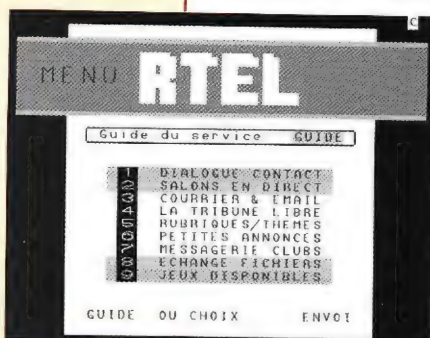 C
MENU RTEL
Guide du service GUIDE
1 DIALOGUE CONTACT
2 SALONS EN DIRECT
3 COURRIER & EMAIL
4 LA TRIBUNE LIBRE
5 RUBRIQUES/THEMES
6 PETITES ANNONCES
7 MESSAGERIE CLUBS
8 ECHANGE FICHIERS
9 JEUX DISPONIBLES
GUIDE OU CHOIX ENVOI